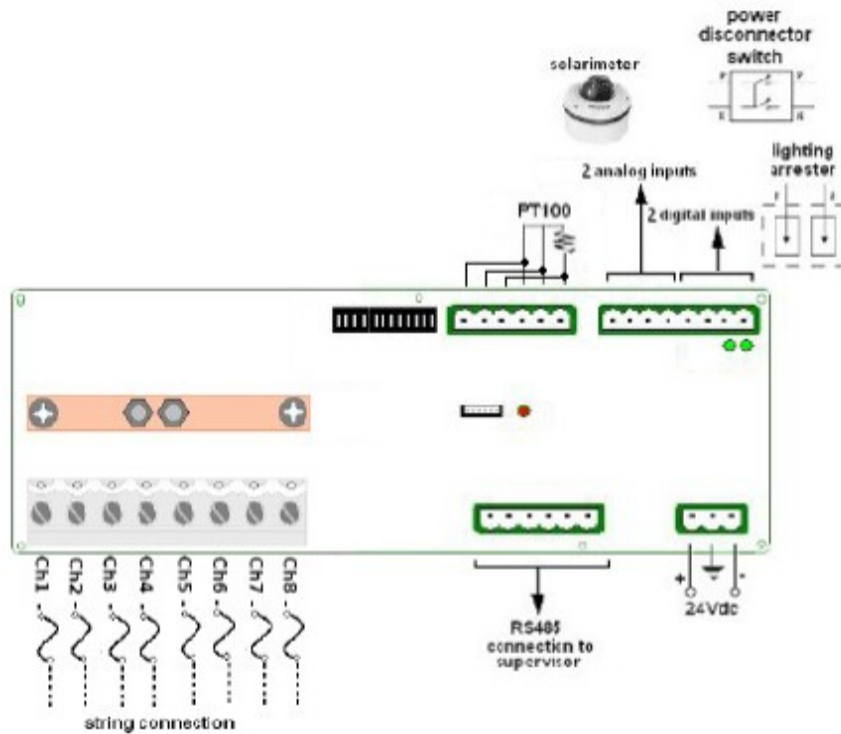 power
disconnector
switch
solarimeter
lighting
arrester
2 analog inputs
PT100
2 digital inputs
Ch1
Ch2
Ch3
Ch4
Ch5
Ch6
Ch7
Ch8
+
-
24Vdc
RS485
connection to
supervisor
string connection